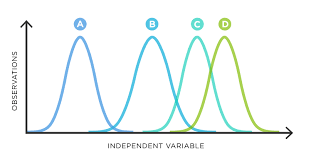 A B C D
OBSERVATIONS
INDEPENDENT VARIABLE